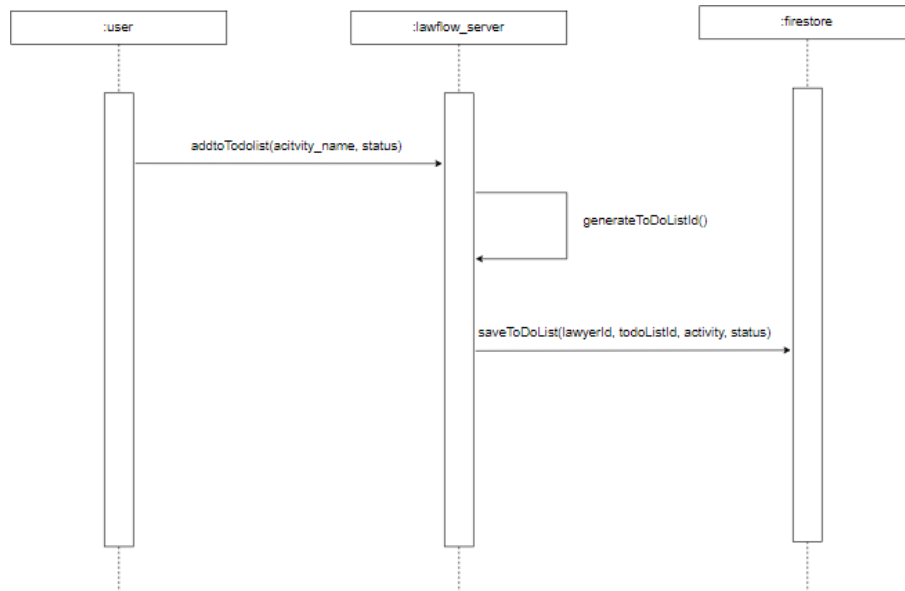 :user
:lawflow_server
:firestore
addtoTodolist(acitvity_name, status)
generateToDoListId()
saveToDoList(lawyerId, todoListId, activity, status)